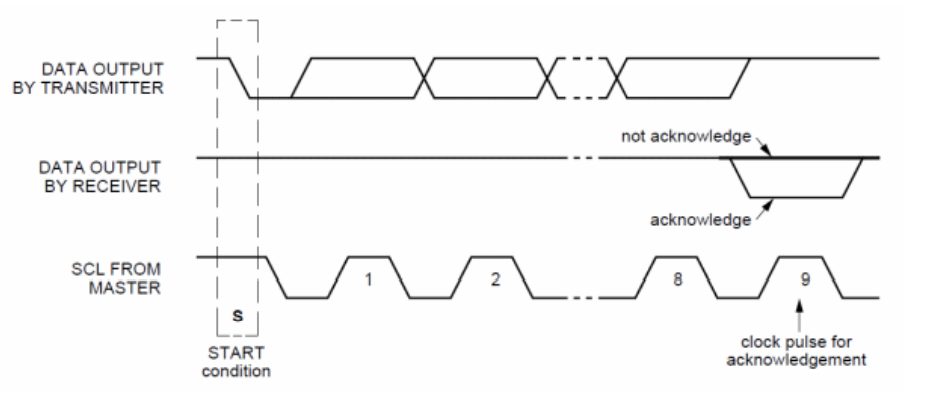 DATA OUTPUT
BY TRANSMITTER
not acknowledge
DATA OUTPUT
BY RECEIVER
acknowledge
SCL FROM
MASTER
1
2
8
9
S
START
condition
clock pulse for
acknowledgement